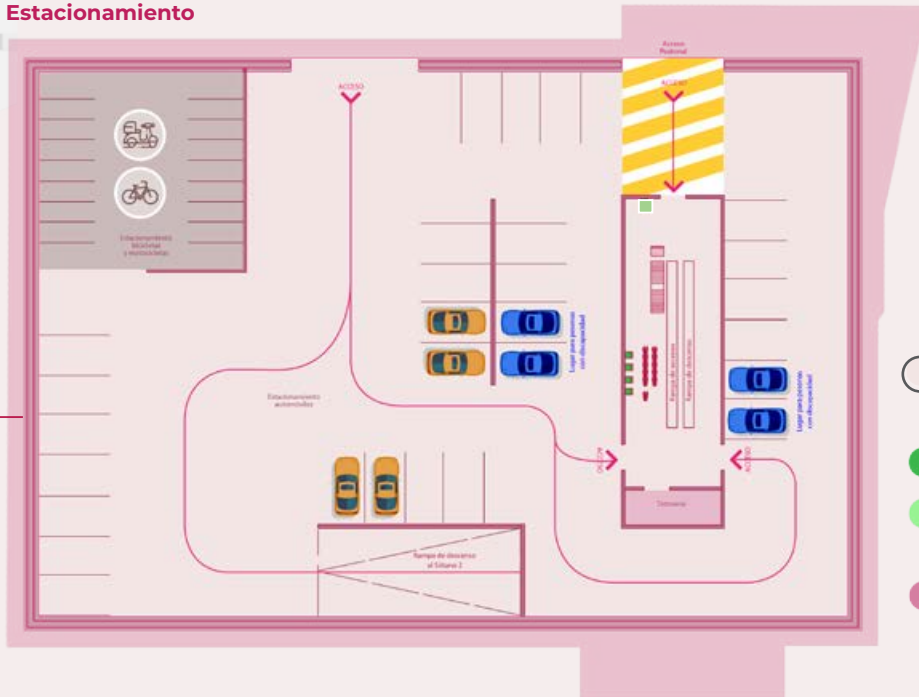 Estacionamiento
Acceso
Peatonal
ACCESO
ACCESO
Estacionamiento
bicicletas
y motocicletas
Lugar para personas
con discapacidad
Rampa de ascenso
Rampa de descenso
Lugar para personas
con discapacidad
Estacionamiento
automóviles
ACCESO
ACCESO
Rampa de descenso
al Sótano 2